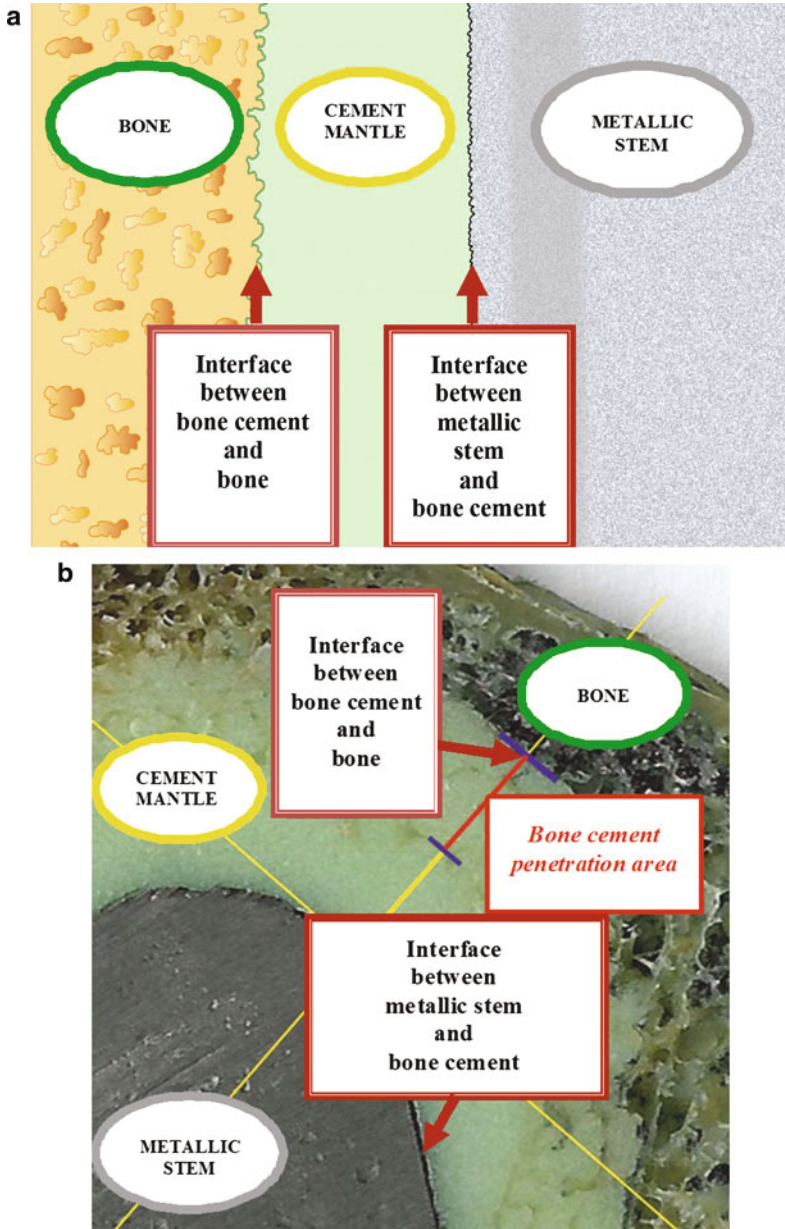 a
BONE
CEMENT
MANTLE
METALLIC
STEM
Interface
between
bone cement
and
bone
Interface
between
metallic
stem
and
bone cement
b
Interface
between
bone cement
and
bone
BONE
CEMENT
MANTLE
Bone cement
penetration area
Interface
between
metallic stem
and
bone cement
METALLIC
STEM